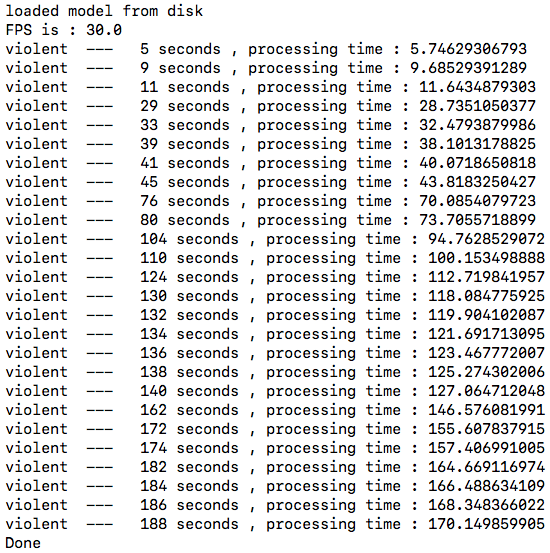 loaded model from disk
FPS is : 30.0
violent  ---   5 seconds , processing time : 5.74629306793
violent  ---   9 seconds , processing time : 9.68529391289
violent  ---   11 seconds , processing time : 11.6434879303
violent  ---   29 seconds , processing time : 28.7351050377
violent  ---   33 seconds , processing time : 32.4793879986
violent  ---   39 seconds , processing time : 38.1013178825
violent  ---   41 seconds , processing time : 40.0718650818
violent  ---   45 seconds , processing time : 43.8183250427
violent  ---   76 seconds , processing time : 70.0854079723
violent  ---   80 seconds , processing time : 73.7055718899
violent  ---   104 seconds , processing time : 94.7628529072
violent  ---   110 seconds , processing time : 100.153498888
violent  ---   124 seconds , processing time : 112.719841957
violent  ---   130 seconds , processing time : 118.084775925
violent  ---   132 seconds , processing time : 119.904102087
violent  ---   134 seconds , processing time : 121.691713095
violent  ---   136 seconds , processing time : 123.467772007
violent  ---   138 seconds , processing time : 125.274302006
violent  ---   140 seconds , processing time : 127.064712048
violent  ---   162 seconds , processing time : 146.576081991
violent  ---   172 seconds , processing time : 155.607837915
violent  ---   174 seconds , processing time : 157.406991005
violent  ---   182 seconds , processing time : 164.669116974
violent  ---   184 seconds , processing time : 166.488634109
violent  ---   186 seconds , processing time : 168.348366022
violent  ---   188 seconds , processing time : 170.149859905
Done